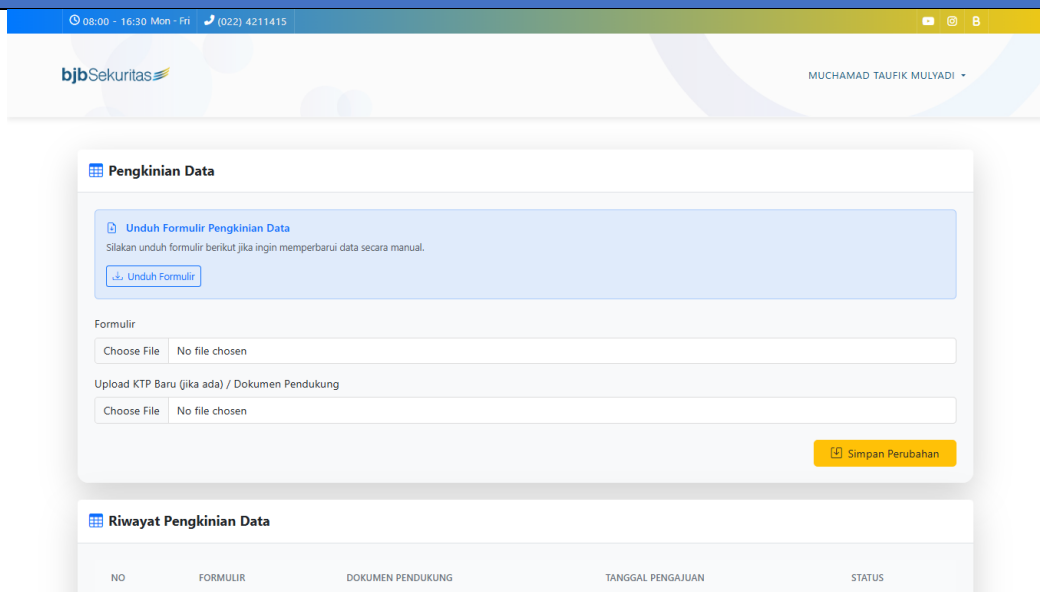 08:00 - 16:30 Mon - Fri (022) 4211415
bjbSekuritas
MUCHAMAD TAUFIK MULYADI
Pengkinian Data
Unduh Formulir Pengkinian Data
Silakan unduh formulir berikut jika ingin memperbarui data secara manual.
Unduh Formulir
Formulir
Choose File No file chosen
Upload KTP Baru (jika ada) / Dokumen Pendukung
Choose File No file chosen
Simpan Perubahan
Riwayat Pengkinian Data
NO FORMULIR DOKUMEN PENDUKUNG TANGGAL PENGAJUAN STATUS